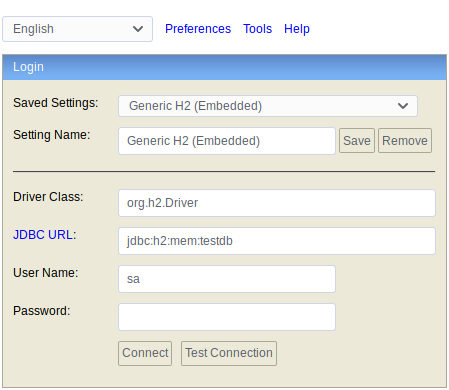 English Preferences Tools Help
Login
Saved Settings: Generic H2 (Embedded)
Setting Name: Generic H2 (Embedded) Save Remove
Driver Class: org.h2.Driver
JDBC URL: jdbc:h2:mem:testdb
User Name: sa
Password:
Connect Test Connection